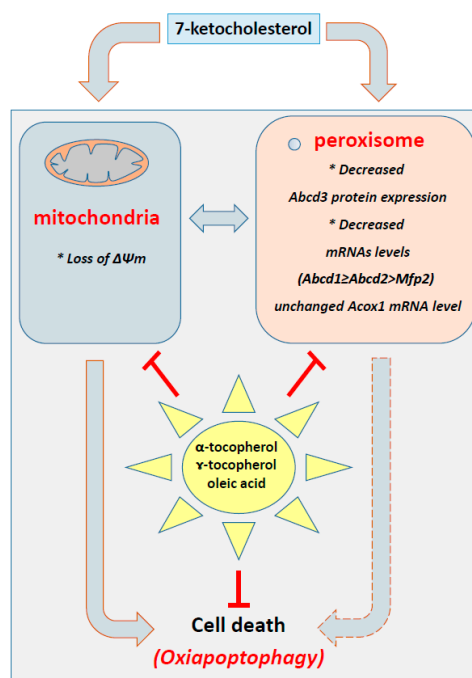 7-ketocholesterol
mitochondria
* Loss of ΔΨm
peroxisome
* Decreased
Abcd3 protein expression
* Decreased
mRNAs levels
(Abcd1≥Abcd2>Mfp2)
unchanged Acox1 mRNA level
α-tocopherol
ɤ-tocopherol
oleic acid
Cell death
(Oxiapoptophagy)